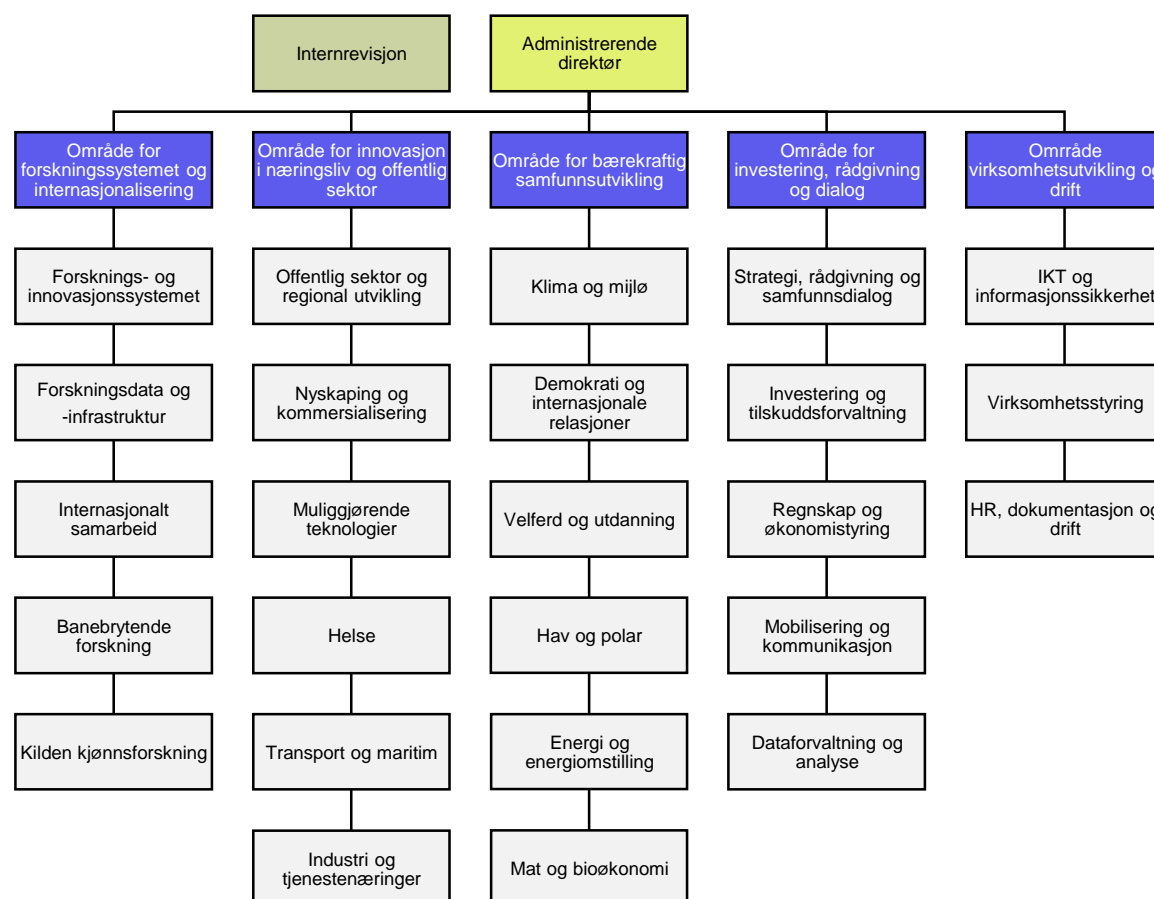 Internrevisjon
Administrerende
direktør
Område for
forskningssystemet og
internasjonalisering
Område for innovasjon
i næringsliv og offentlig
sektor
Område for bærekraftig
samfunnsutvikling
Område for
investering, rådgivning
og dialog
Omrråde
virksomhetsutvikling og
drift
Forsknings- og
innovasjonssystemet
Offentlig sektor og
regional utvikling
Klima og mijlø
Strategi, rådgivning og
samfunnsdialog
IKT og
informasjonssikkerhet
Forskningsdata og
-infrastruktur
Nyskaping og
kommersialisering
Demokrati og
internasjonale
relasjoner
Investering og
tilskuddsforvaltning
Virksomhetsstyring
Internasjonalt
samarbeid
Muliggjørende
teknologier
Velferd og utdanning
Regnskap og
økonomistyring
HR, dokumentasjon og
drift
Banebrytende
forskning
Helse
Hav og polar
Mobilisering og
kommunikasjon
Kilden kjønnsforskning
Transport og maritim
Energi og
energiomstilling
Dataforvaltning og
analyse
Industri og
tjenestenæringer
Mat og bioøkonomi